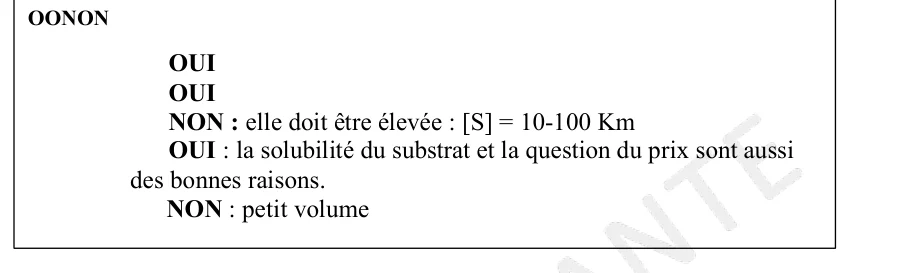 OONON
OUI
OUI
NON : elle doit être élevée : [S] = 10-100 Km
OUI : la solubilité du substrat et la question du prix sont aussi
des bonnes raisons.
NON : petit volume
ANTE